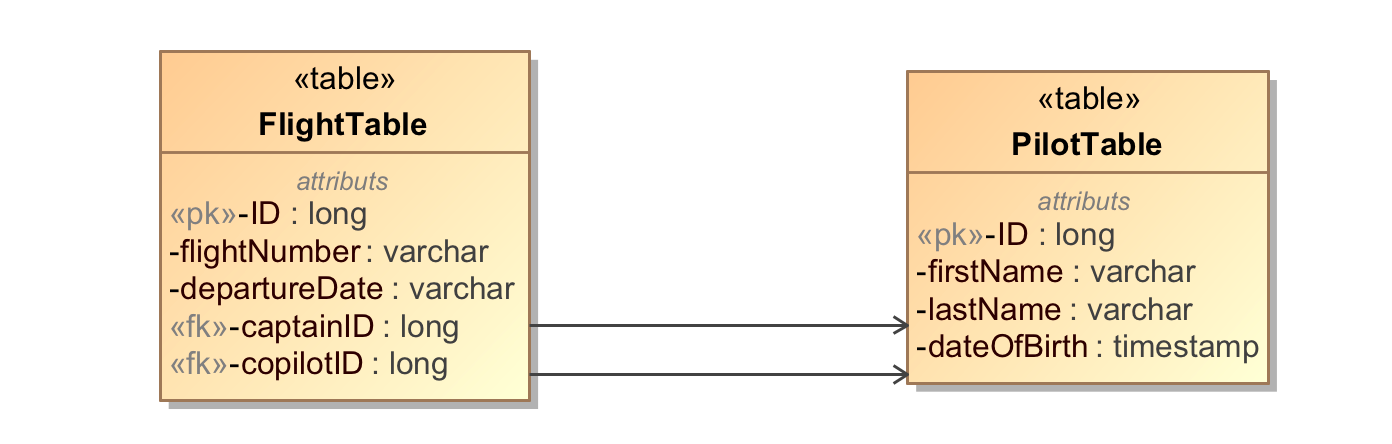 «table»
FlightTable
attributs
«pk»-ID : long
-flightNumber : varchar
-departureDate : varchar
«fk»-captainID : long
«fk»-copilotID : long
«table»
PilotTable
attributs
«pk»-ID : long
-firstName : varchar
-lastName : varchar
-dateOfBirth : timestamp